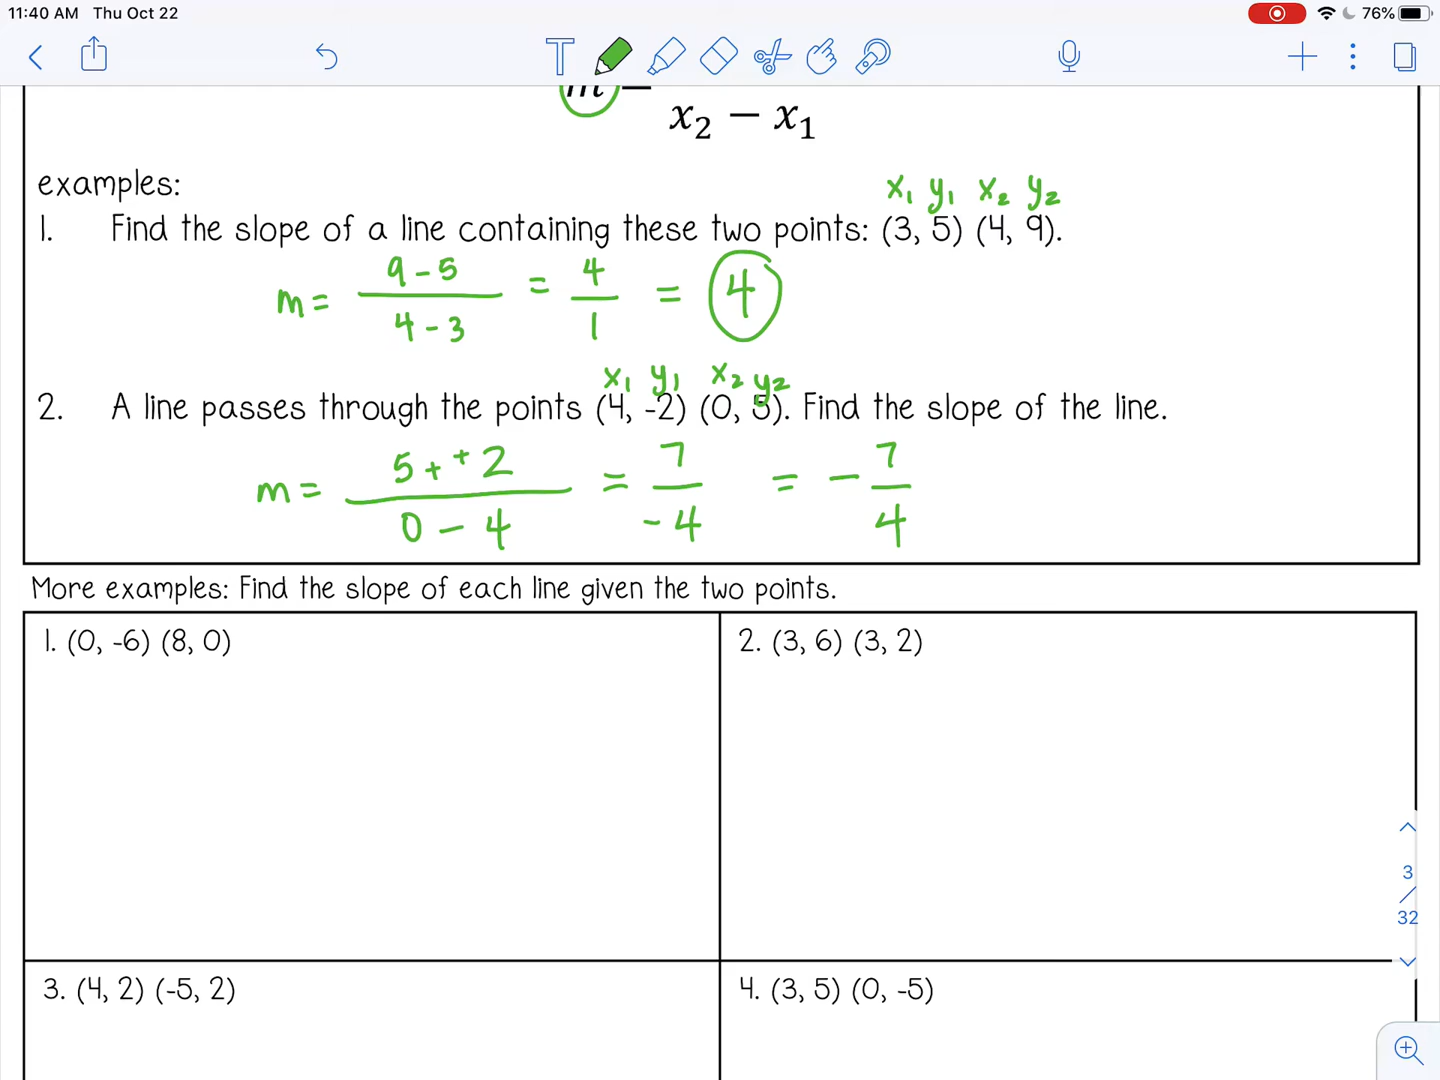 11:40 AM Thu Oct 22 76%
T
m =
x₂ − x₁
examples:
x₁ y₁ x₂ y₂
1. Find the slope of a line containing these two points: (3, 5) (4, 9).
m = 9 - 5 / 4 - 3 = 4 / 1 = 4
x₁ y₁ x₂ y₂
2. A line passes through the points (4, -2) (0, 5). Find the slope of the line.
m = 5 + + 2 / 0 - 4 = 7 / -4 = - 7 / 4
More examples: Find the slope of each line given the two points.
1. (0, -6) (8, 0)
2. (3, 6) (3, 2)
3 / 32
3. (4, 2) (-5, 2)
4. (3, 5) (0, -5)